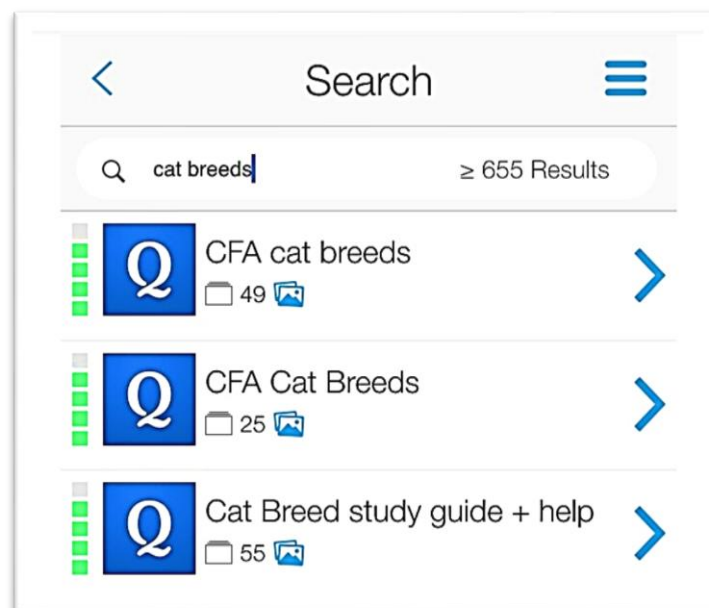 Search
cat breeds ≥ 655 Results
Q CFA cat breeds
49
Q CFA Cat Breeds
25
Q Cat Breed study guide + help
55